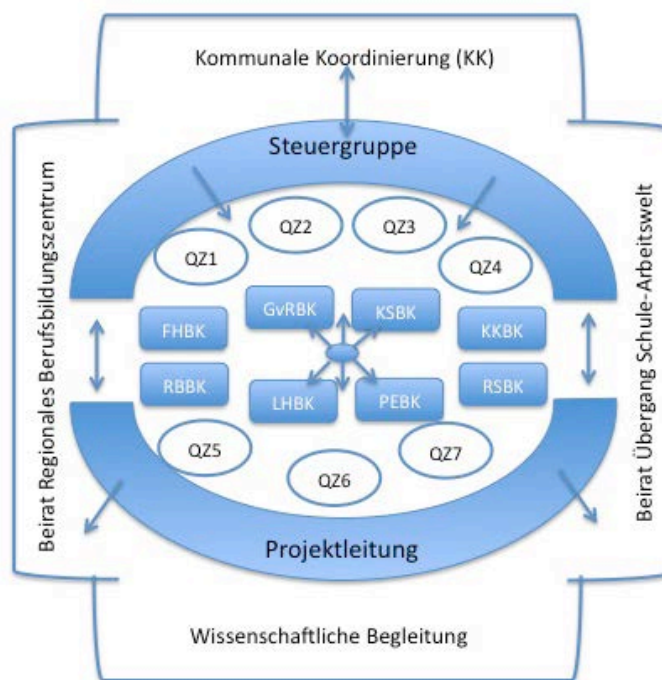 Kommunale Koordinierung (KK)
Steuergruppe
Beirat Regionales Berufsbildungszentrum
Beirat Übergang Schule-Arbeitswelt
QZ1
QZ2
QZ3
QZ4
FHBK
GvRBK
KSBK
KKBK
RBBK
LHBK
PEBK
RSBK
QZ5
QZ6
QZ7
Projektleitung
Wissenschaftliche Begleitung